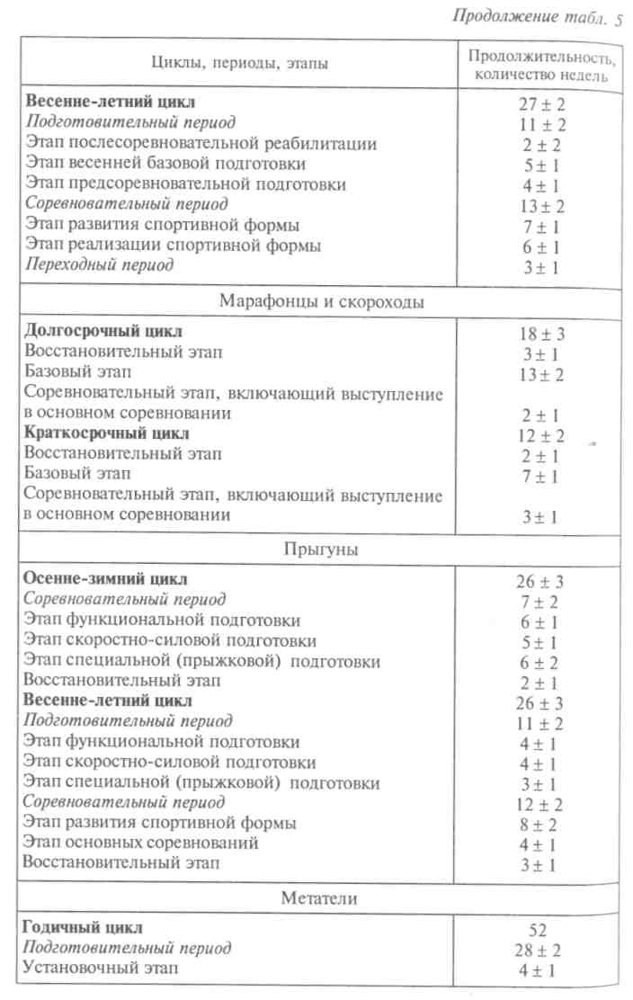 Продолжение табл. 5
Циклы, периоды, этапы
Продолжительность,
количество недель
Весенне-летний цикл 27 ± 2
Подготовительный период 11 ± 2
Этап послесоревновательной реабилитации 2 ± 2
Этап весенней базовой подготовки 5 ± 1
Этап предсоревновательной подготовки 4 ± 1
Соревновательный период 13 ± 2
Этап развития спортивной формы 7 ± 1
Этап реализации спортивной формы 6 ± 1
Переходный период 3 ± 1
Марафонцы и скороходы
Долгосрочный цикл 18 ± 3
Восстановительный этап 3 ± 1
Базовый этап 13 ± 2
Соревновательный этап, включающий выступление
в основном соревновании 2 ± 1
Краткосрочный цикл 12 ± 2
Восстановительный этап 2 ± 1
Базовый этап 7 ± 1
Соревновательный этап, включающий выступление
в основном соревновании 3 ± 1
Прыгуны
Осенне-зимний цикл 26 ± 3
Соревновательный период 7 ± 2
Этап функциональной подготовки 6 ± 1
Этап скоростно-силовой подготовки 5 ± 1
Этап специальной (прыжковой) подготовки 6 ± 2
Восстановительный этап 2 ± 1
Весенне-летний цикл 26 ± 3
Подготовительный период 11 ± 2
Этап функциональной подготовки 4 ± 1
Этап скоростно-силовой подготовки 4 ± 1
Этап специальной (прыжковой) подготовки 3 ± 1
Соревновательный период 12 ± 2
Этап развития спортивной формы 8 ± 2
Этап основных соревнований 4 ± 1
Восстановительный этап 3 ± 1
Метатели
Годичный цикл 52
Подготовительный период 28 ± 2
Установочный этап 4 ± 1